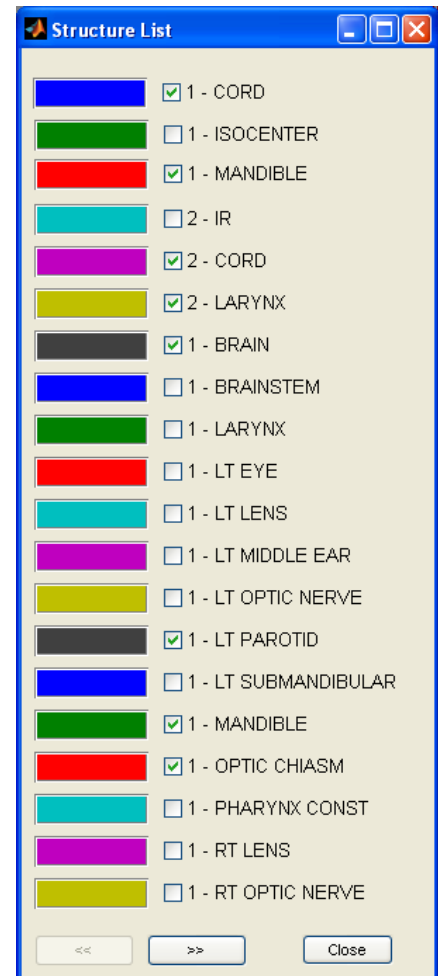 Structure List
1 - CORD
1 - ISOCENTER
1 - MANDIBLE
2 - IR
2 - CORD
2 - LARYNX
1 - BRAIN
1 - BRAINSTEM
1 - LARYNX
1 - LT EYE
1 - LT LENS
1 - LT MIDDLE EAR
1 - LT OPTIC NERVE
1 - LT PAROTID
1 - LT SUBMANDIBULAR
1 - MANDIBLE
1 - OPTIC CHIASM
1 - PHARYNX CONST
1 - RT LENS
1 - RT OPTIC NERVE
<< >> Close